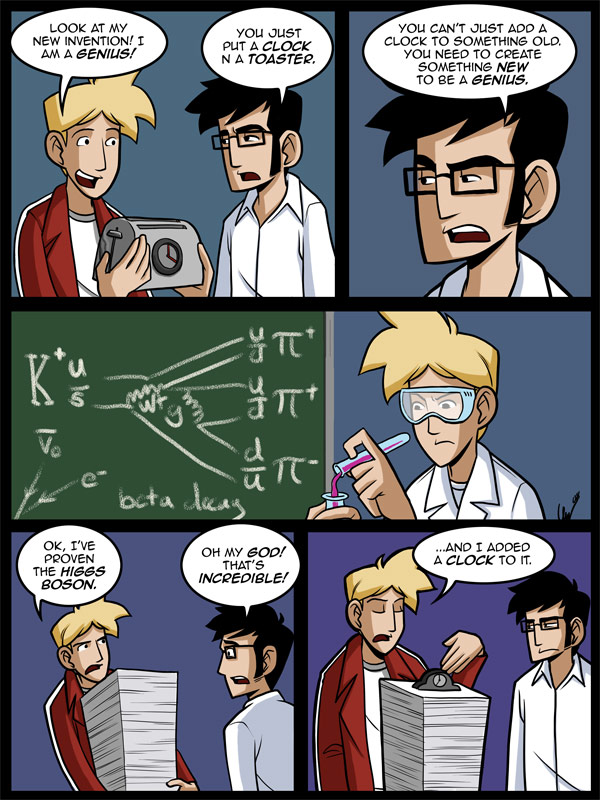 LOOK AT MY
NEW INVENTION! I
AM A GENIUS!
YOU JUST
PUT A CLOCK
N A TOASTER.
YOU CAN'T JUST ADD A
CLOCK TO SOMETHING OLD.
YOU NEED TO CREATE
SOMETHING NEW
TO BE A GENIUS.
K+ u
s̅
W+ g
u
d̅ π+
u
d̅ π+
d
u̅ π-
v̅o
e-
beta decay
OK, I'VE
PROVEN
THE HIGGS
BOSON.
OH MY GOD!
THAT'S
INCREDIBLE!
...AND I ADDED
A CLOCK TO IT.